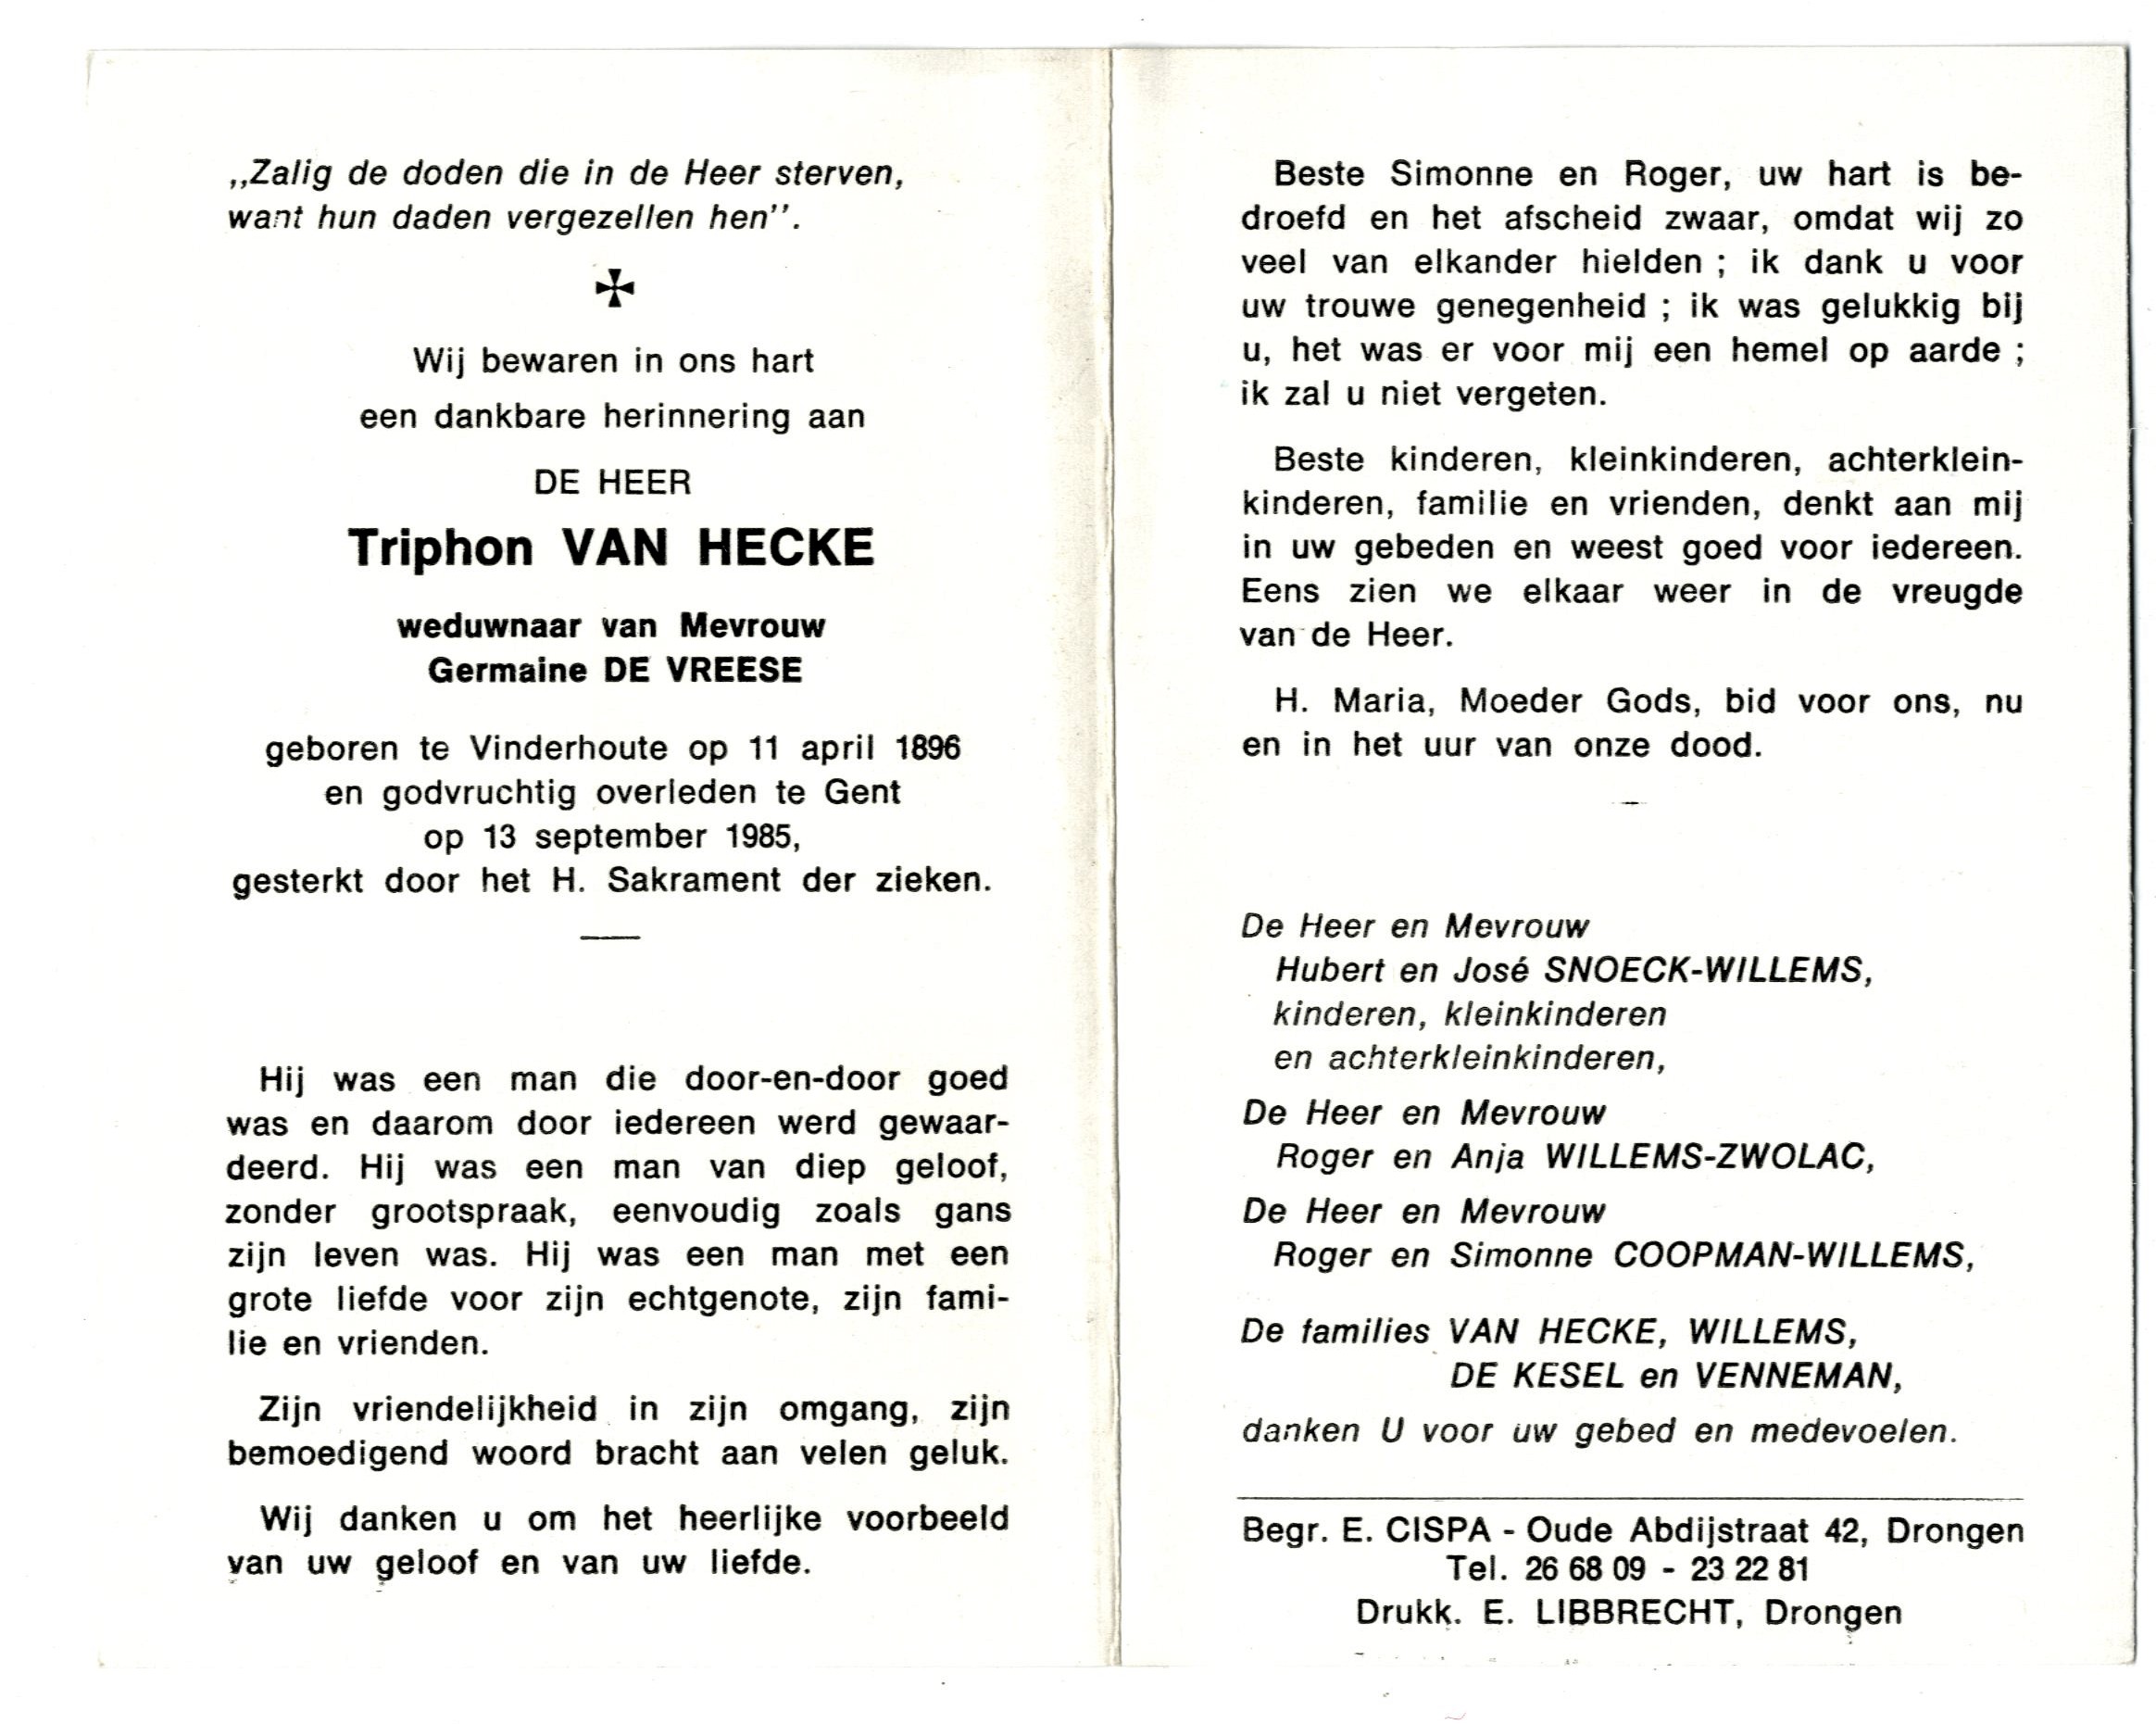 „Zalig de doden die in de Heer sterven,
want hun daden vergezellen hen”.
Wij bewaren in ons hart
een dankbare herinnering aan
DE HEER
Triphon VAN HECKE
weduwnaar van Mevrouw
Germaine DE VREESE
geboren te Vinderhoute op 11 april 1896
en godvruchtig overleden te Gent
op 13 september 1985,
gesterkt door het H. Sakrament der zieken.
Hij was een man die door-en-door goed
was en daarom door iedereen werd gewaar-
deerd. Hij was een man van diep geloof,
zonder grootspraak, eenvoudig zoals gans
zijn leven was. Hij was een man met een
grote liefde voor zijn echtgenote, zijn fami-
lie en vrienden.
Zijn vriendelijkheid in zijn omgang, zijn
bemoedigend woord bracht aan velen geluk.
Wij danken u om het heerlijke voorbeeld
van uw geloof en van uw liefde.
Beste Simonne en Roger, uw hart is be-
droefd en het afscheid zwaar, omdat wij zo
veel van elkander hielden ; ik dank u voor
uw trouwe genegenheid ; ik was gelukkig bij
u, het was er voor mij een hemel op aarde ;
ik zal u niet vergeten.
Beste kinderen, kleinkinderen, achterklein-
kinderen, familie en vrienden, denkt aan mij
in uw gebeden en weest goed voor iedereen.
Eens zien we elkaar weer in de vreugde
van de Heer.
H. Maria, Moeder Gods, bid voor ons, nu
en in het uur van onze dood.
De Heer en Mevrouw
Hubert en José SNOECK-WILLEMS,
kinderen, kleinkinderen
en achterkleinkinderen,
De Heer en Mevrouw
Roger en Anja WILLEMS-ZWOLAC,
De Heer en Mevrouw
Roger en Simonne COOPMAN-WILLEMS,
De families VAN HECKE, WILLEMS,
DE KESEL en VENNEMAN,
danken U voor uw gebed en medevoelen.
Begr. E. CISPA - Oude Abdijstraat 42, Drongen
Tel. 26 68 09 - 23 22 81
Drukk. E. LIBBRECHT, Drongen